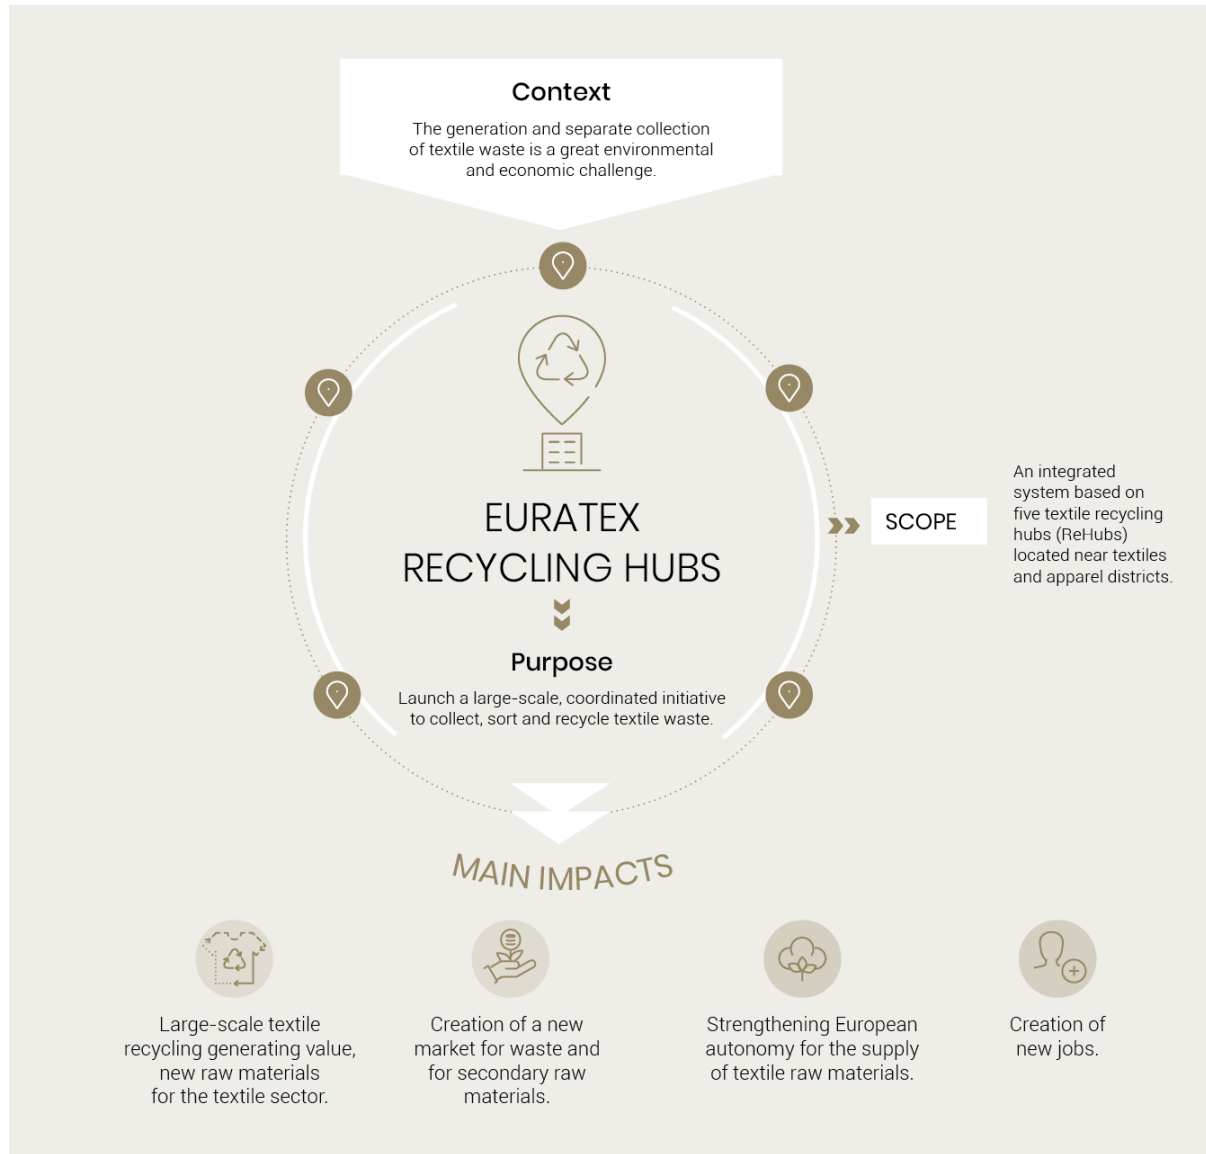 Context
The generation and separate collection
of textile waste is a great environmental
and economic challenge.
EURATEX
RECYCLING HUBS
Purpose
Launch a large-scale, coordinated initiative
to collect, sort and recycle textile waste.
SCOPE
An integrated
system based on
five textile recycling
hubs (ReHubs)
located near textiles
and apparel districts.
MAIN IMPACTS
Large-scale textile
recycling generating value,
new raw materials
for the textile sector.
Creation of a new
market for waste and
for secondary raw
materials.
Strengthening European
autonomy for the supply
of textile raw materials.
Creation of
new jobs.